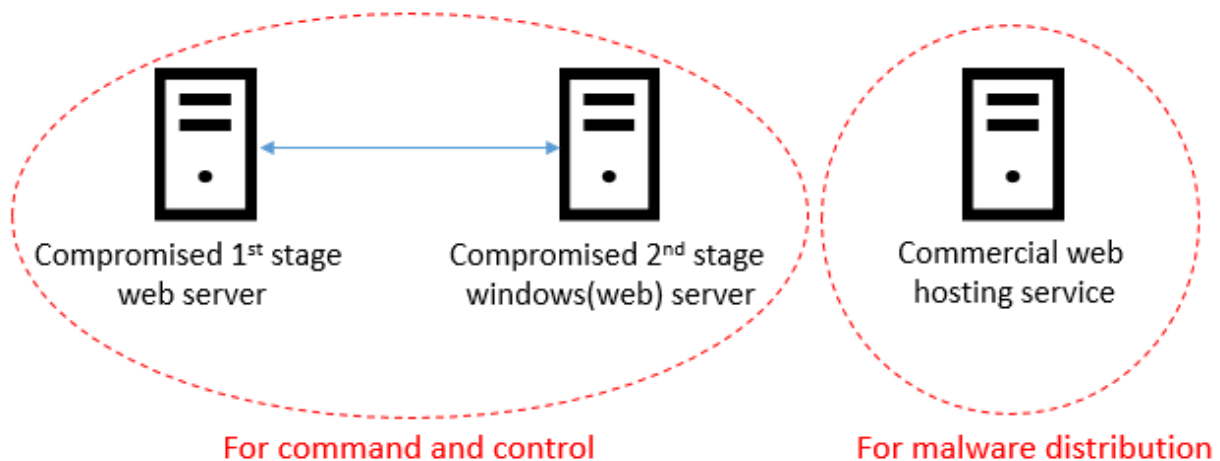 Compromised 1st stage
web server
Compromised 2nd stage
windows(web) server
Commercial web
hosting service
For command and control
For malware distribution